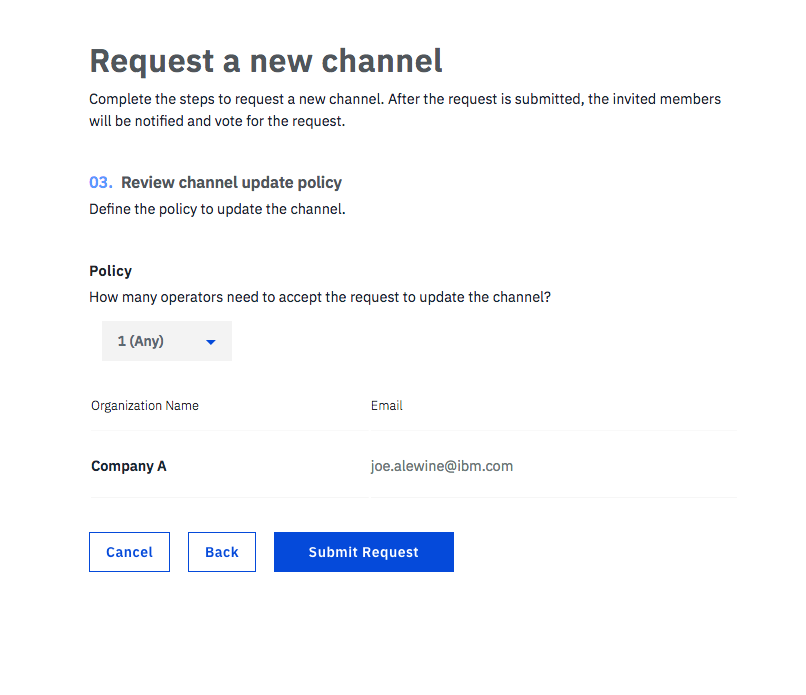 Request a new channel
Complete the steps to request a new channel. After the request is submitted, the invited members
will be notified and vote for the request.
03. Review channel update policy
Define the policy to update the channel.
Policy
How many operators need to accept the request to update the channel?
1 (Any)
Organization Name Email
Company A joe.alewine@ibm.com
Cancel Back Submit Request